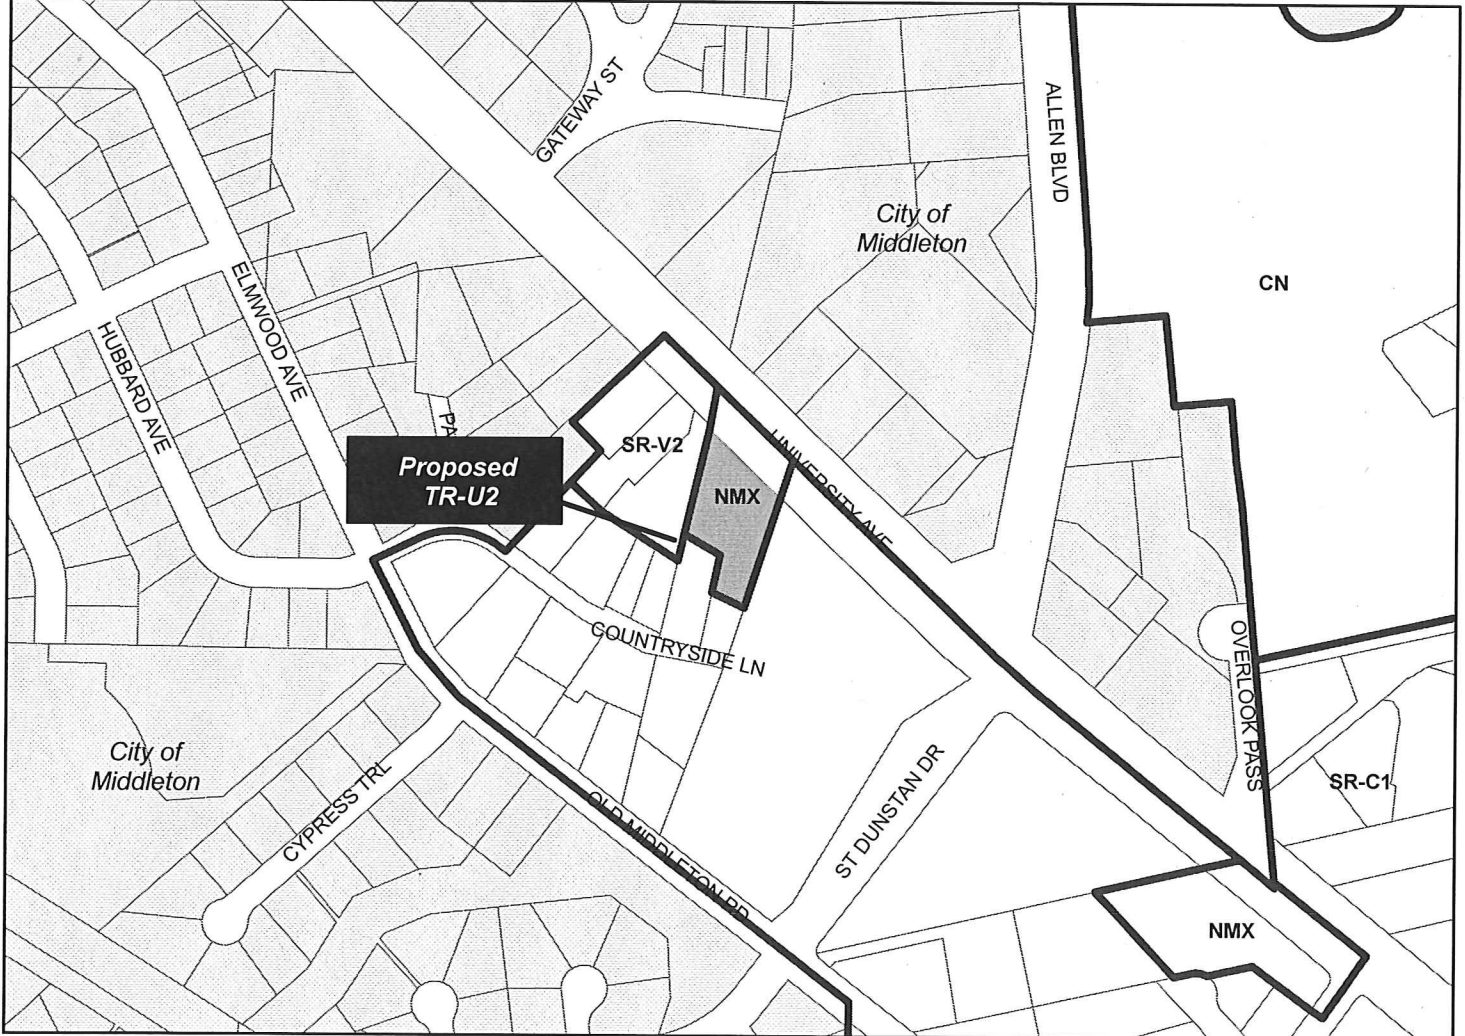 GATEWAY ST
ALLEN BLVD
City of
Middleton
CN
ELMWOOD AVE
HUBBARD AVE
PA
SR-V2
Proposed
TR-U2
NMX
UNIVERSITY AVE
COUNTRYSIDE LN
OVERLOOK PASS
City of
Middleton
CYPRESS TRL
OLD MIDDLETON RD
ST DUNSTAN DR
SR-C1
NMX